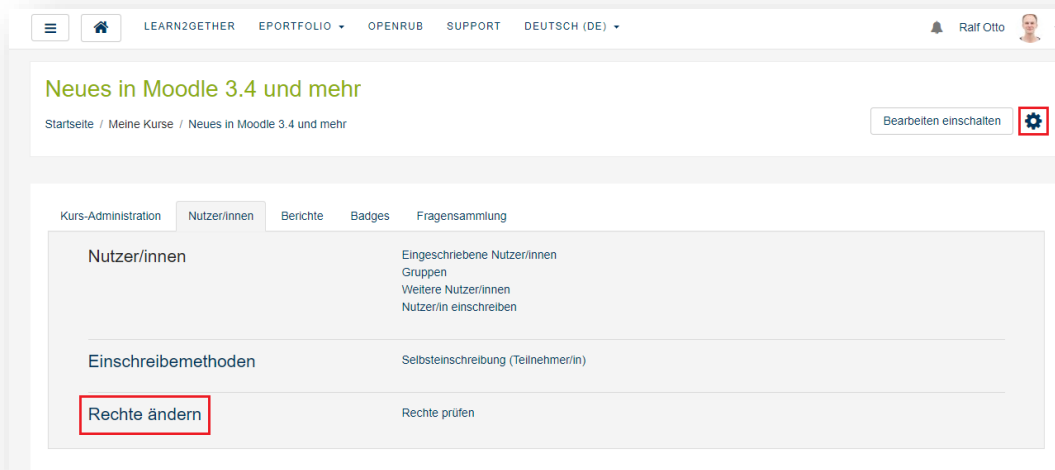 LEARN2GETHER EPORTFOLIO OPENRUB SUPPORT DEUTSCH (DE) Ralf Otto
Neues in Moodle 3.4 und mehr
Startseite / Meine Kurse / Neues in Moodle 3.4 und mehr
Bearbeiten einschalten
Kurs-Administration Nutzer/innen Berichte Badges Fragensammlung
Nutzer/innen
Eingeschriebene Nutzer/innen
Gruppen
Weitere Nutzer/innen
Nutzer/in einschreiben
Einschreibemethoden
Selbsteinschreibung (Teilnehmer/in)
Rechte ändern
Rechte prüfen